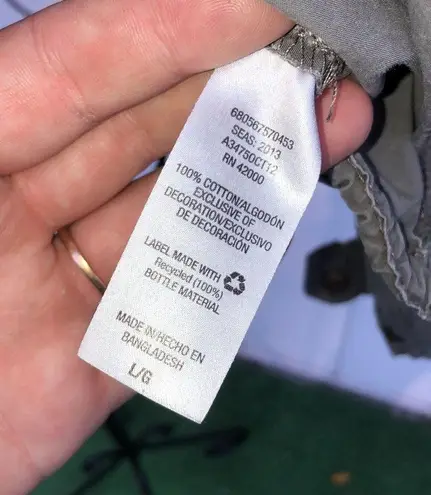 680567570453
SEAS: 2013
A3475OCT12
RN 42000
100% COTTON/ALGODÓN
EXCLUSIVE OF
DECORATION/EXCLUSIVO
DE DECORACIÓN
LABEL MADE WITH
Recycled (100%)
BOTTLE MATERIAL
MADE IN/HECHO EN
BANGLADESH
L/G